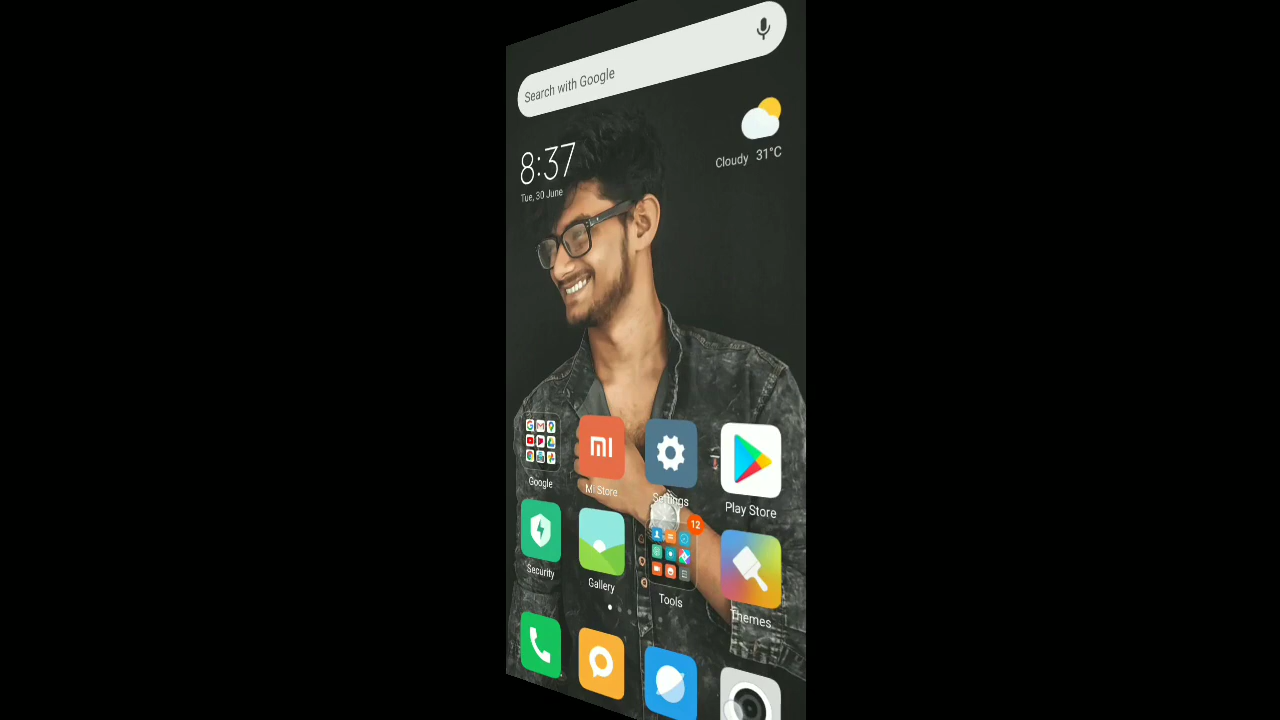 Search with Google
8:37
Tue, 30 June
Cloudy 31°C
Google
mi
Mi Store
Settings
Play Store
12
Security
Gallery
Tools
Themes